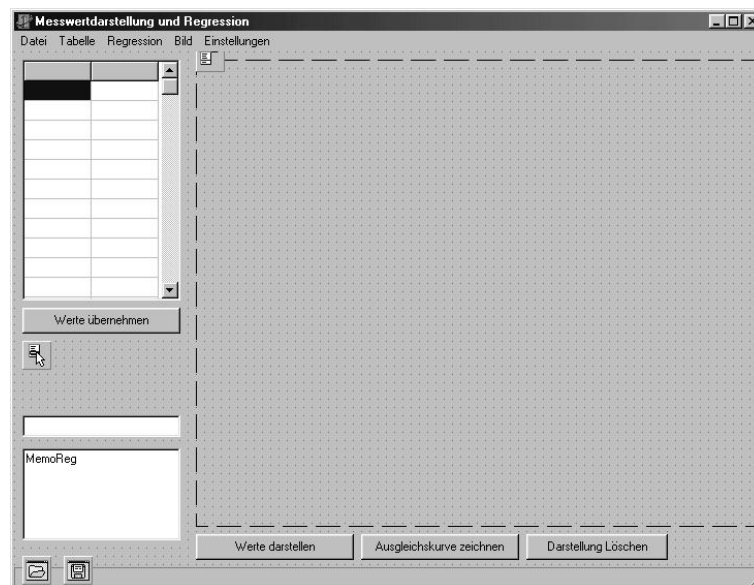 Messwertdarstellung und Regression
Datei Tabelle Regression Bild Einstellungen
Werte übernehmen
MemoReg
Werte darstellen Ausgleichskurve zeichnen Darstellung Löschen